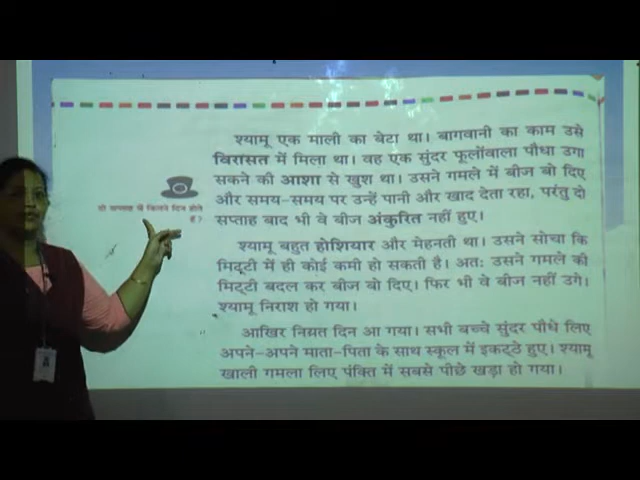 श्यामू एक माली का बेटा था। बागवानी का काम उसे
विरासत में मिला था। वह एक सुंदर फूलोंवाला पौधा उगा
सकने की आशा से खुश था। उसने गमले में बीज बो दिए
और समय-समय पर उन्हें पानी और खाद देता रहा, परंतु दो
सप्ताह बाद भी वे बीज अंकुरित नहीं हुए।
दो सप्ताह में कितने दिन होते
हैं?
श्यामू बहुत होशियार और मेहनती था। उसने सोचा कि
मिट्टी में ही कोई कमी हो सकती है। अतः उसने गमले की
मिट्टी बदल कर बीज बो दिए। फिर भी वे बीज नहीं उगे।
श्यामू निराश हो गया।
आखिर नियत दिन आ गया। सभी बच्चे सुंदर पौधे लिए
अपने-अपने माता-पिता के साथ स्कूल में इकट्ठे हुए। श्यामू
खाली गमला लिए पंक्ति में सबसे पीछे खड़ा हो गया।